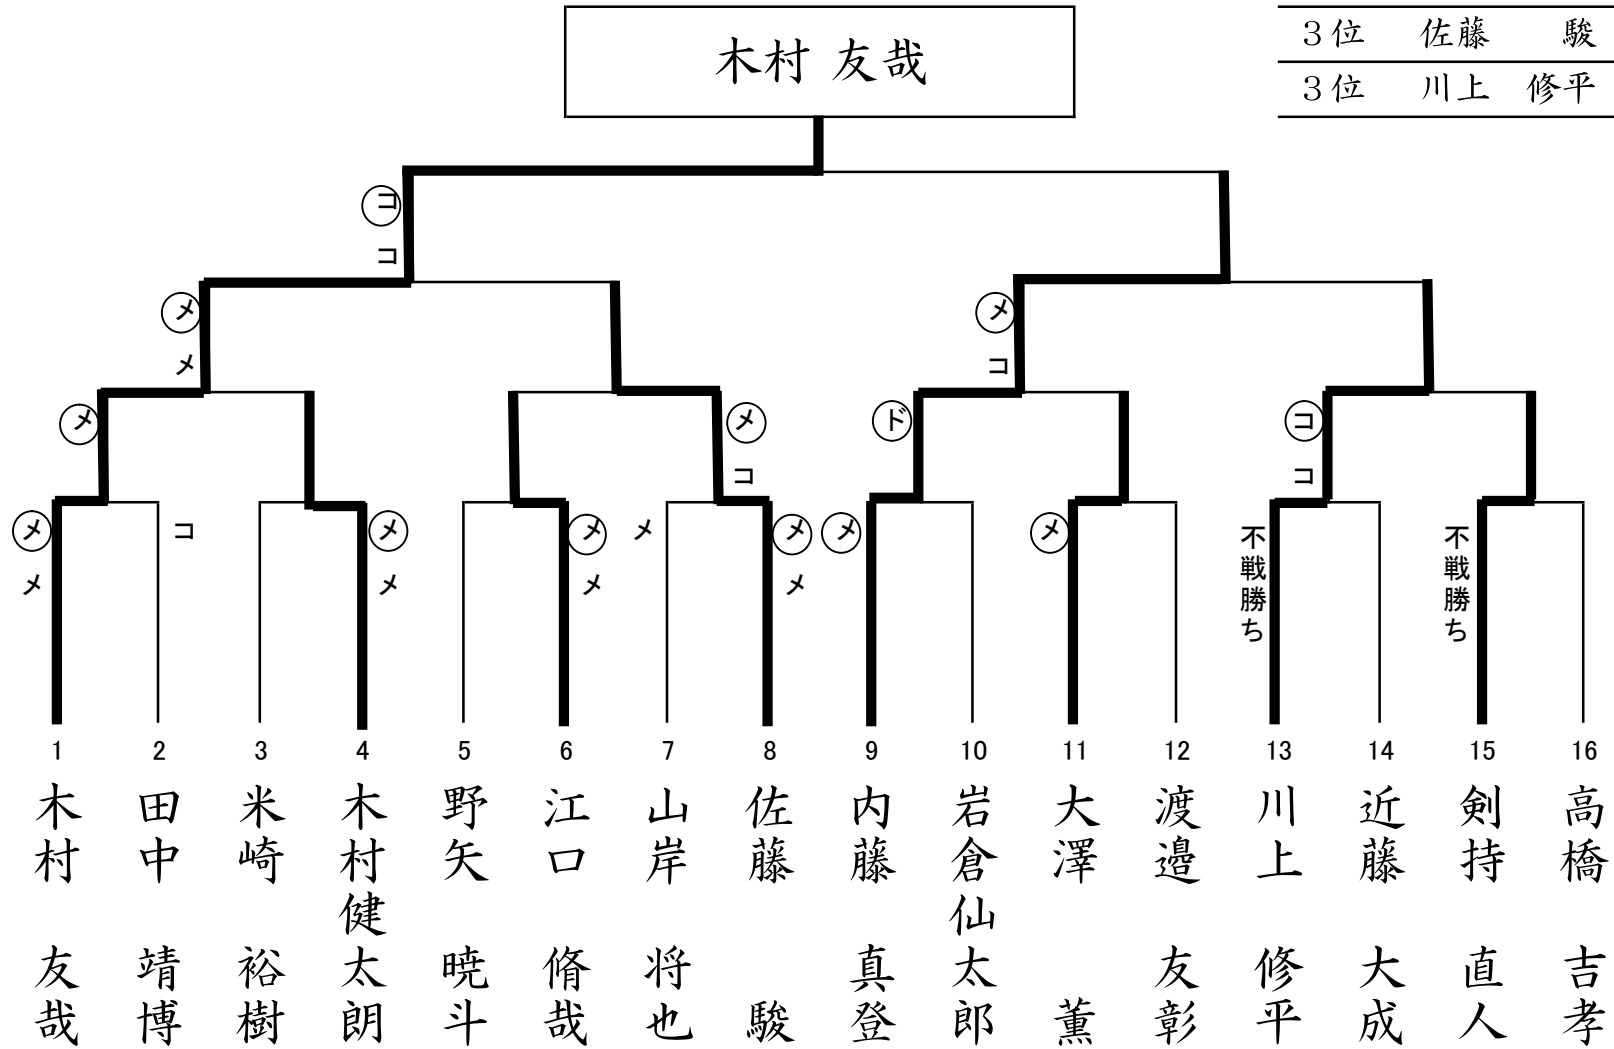 木村 友哉
３位 佐藤 駿
３位 川上 修平
コ
コ
メ
メ
メ
コ
メ
メ
コ
ド
コ
コ
メ
メ
コ
メ
メ
メ
メ
メ
メ
メ
メ
メ
不戦勝ち
不戦勝ち
1 2 3 4 5 6 7 8 9 10 11 12 13 14 15 16
木村 友哉
田中 靖博
米崎 裕樹
木村健太朗
野矢 暁斗
江口 脩哉
山岸 将也
佐藤 駿
内藤 真登
岩倉仙太郎
大澤 薫
渡邉 友彰
川上 修平
近藤 大成
剣持 直人
高橋 吉孝